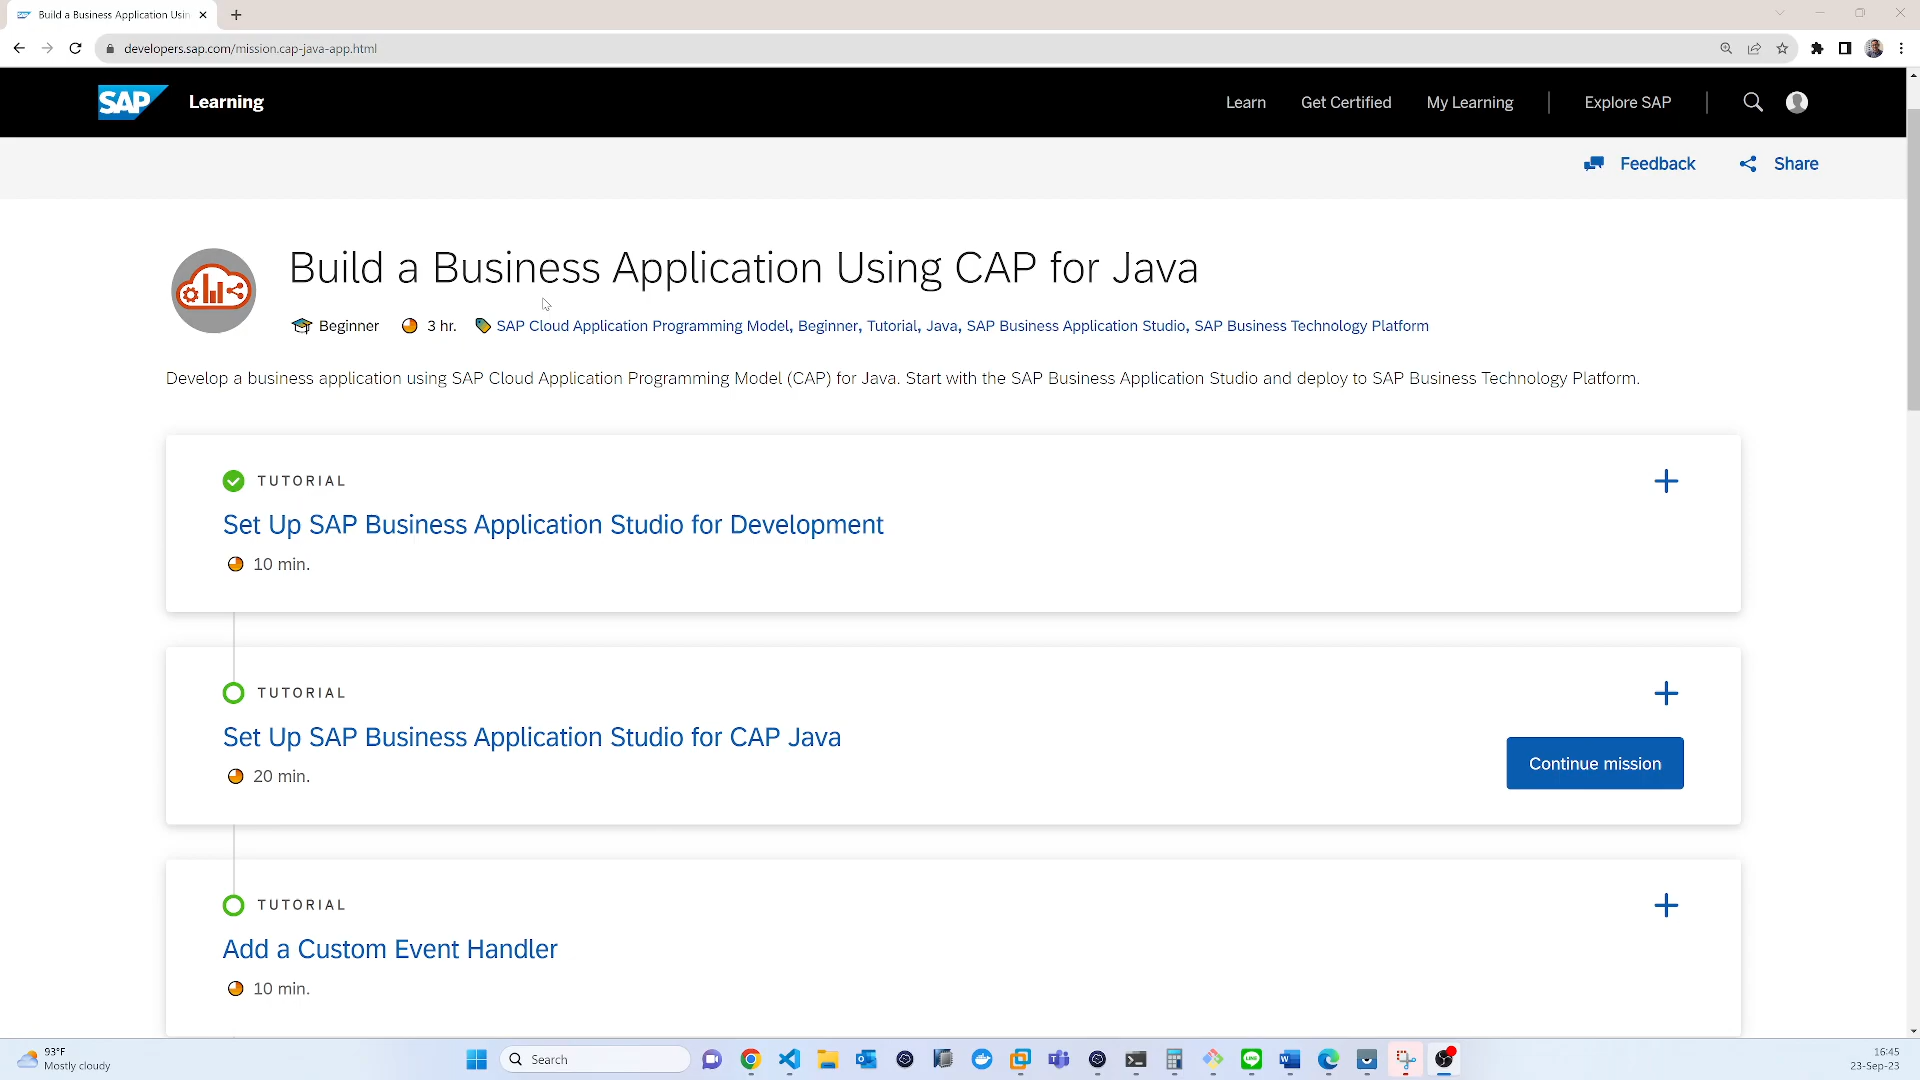 Build a Business Application Usin
developers.sap.com/mission.cap-java-app.html
SAP Learning
Learn Get Certified My Learning Explore SAP
Feedback Share
Build a Business Application Using CAP for Java
Beginner 3 hr. SAP Cloud Application Programming Model, Beginner, Tutorial, Java, SAP Business Application Studio, SAP Business Technology Platform
Develop a business application using SAP Cloud Application Programming Model (CAP) for Java. Start with the SAP Business Application Studio and deploy to SAP Business Technology Platform.
TUTORIAL
Set Up SAP Business Application Studio for Development
10 min.
TUTORIAL
Set Up SAP Business Application Studio for CAP Java
20 min.
Continue mission
TUTORIAL
Add a Custom Event Handler
10 min.
93°F
Mostly cloudy
Search
16:45
23-Sep-23